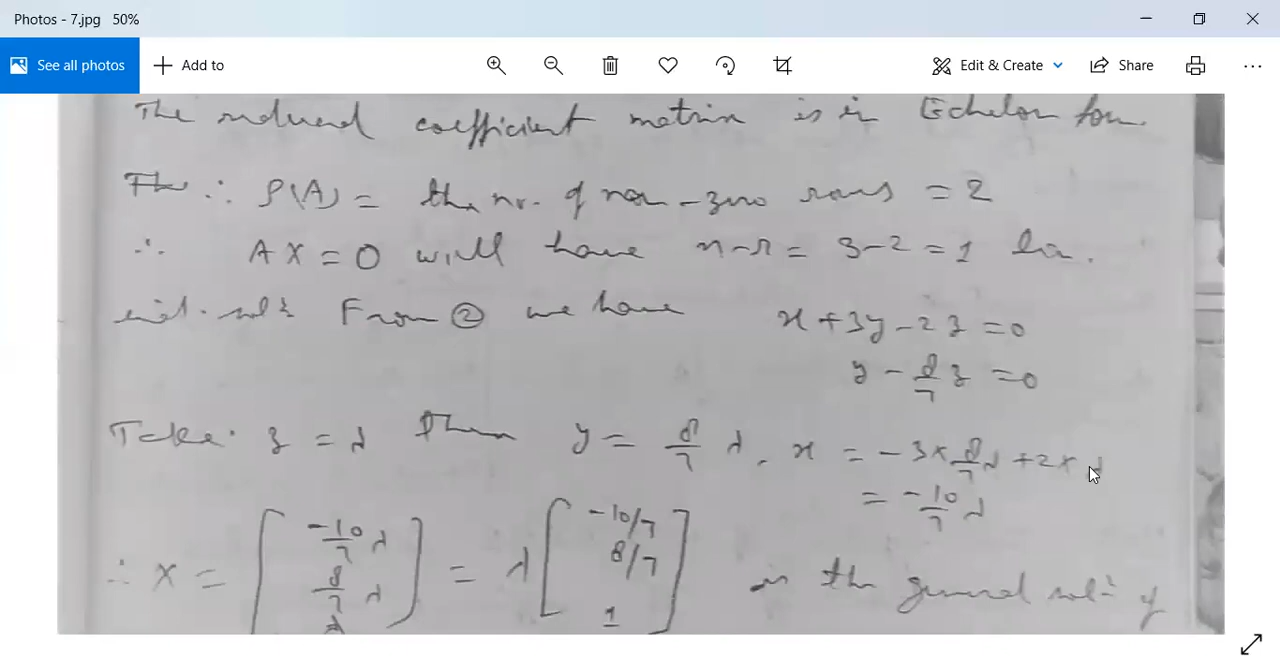 Photos - 7.jpg 50%
See all photos
Add to
Edit & Create
Share
The reduced coefficient matrix is in Echelon form.
∴ ρ(A) = the nr. of non-zero rows = 2
∴ AX = 0 will have n-r = 3-2 = 1 lin.
From ② we have x + 3y - 2z = 0
y - 8/7 z = 0
Take z = λ then y = 8/7 λ, x = -3 × 8/7 λ + 2 × λ
= -10/7 λ
∴ X = [ -10/7 λ
8/7 λ
λ ] = λ [ -10/7
8/7
1 ] is the general solⁿ of